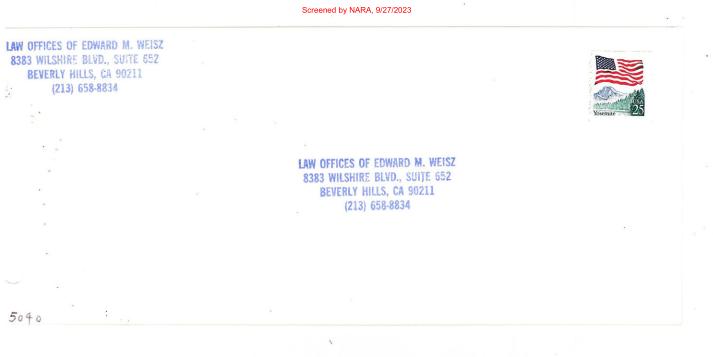 Screened by NARA, 9/27/2023
LAW OFFICES OF EDWARD M. WEISZ
8383 WILSHIRE BLVD., SUITE 652
BEVERLY HILLS, CA 90211
(213) 658-8834
USA
25
Yosemite
LAW OFFICES OF EDWARD M. WEISZ
8383 WILSHIRE BLVD., SUITE 652
BEVERLY HILLS, CA 90211
(213) 658-8834
5040